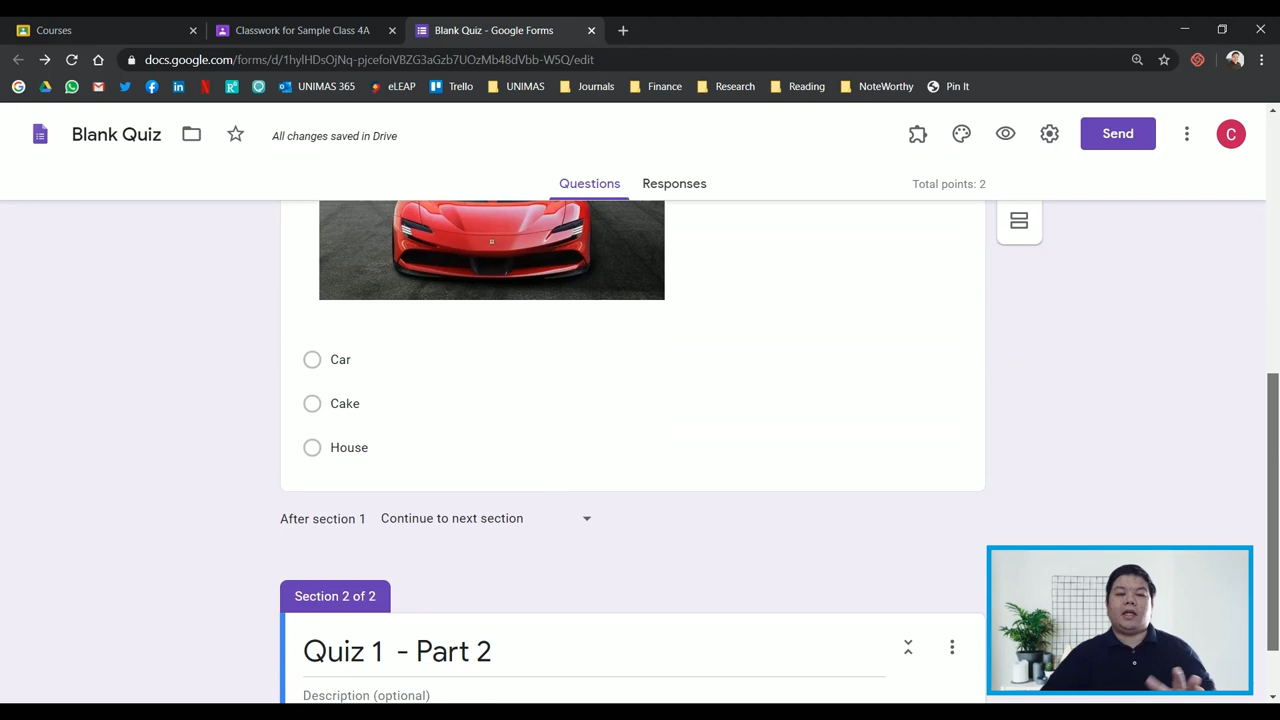 Courses
Classwork for Sample Class 4A
Blank Quiz - Google Forms
docs.google.com/forms/d/1hylHDsOjNq-pjcefoiVBZG3aGzb7UOzMb48dVbb-W5Q/edit
UNIMAS 365
eLEAP
Trello
UNIMAS
Journals
Finance
Research
Reading
NoteWorthy
Pin It
Blank Quiz
All changes saved in Drive
Send
C
Questions
Responses
Total points: 2
Car
Cake
House
After section 1 Continue to next section
Section 2 of 2
Quiz 1 - Part 2
Description (optional)